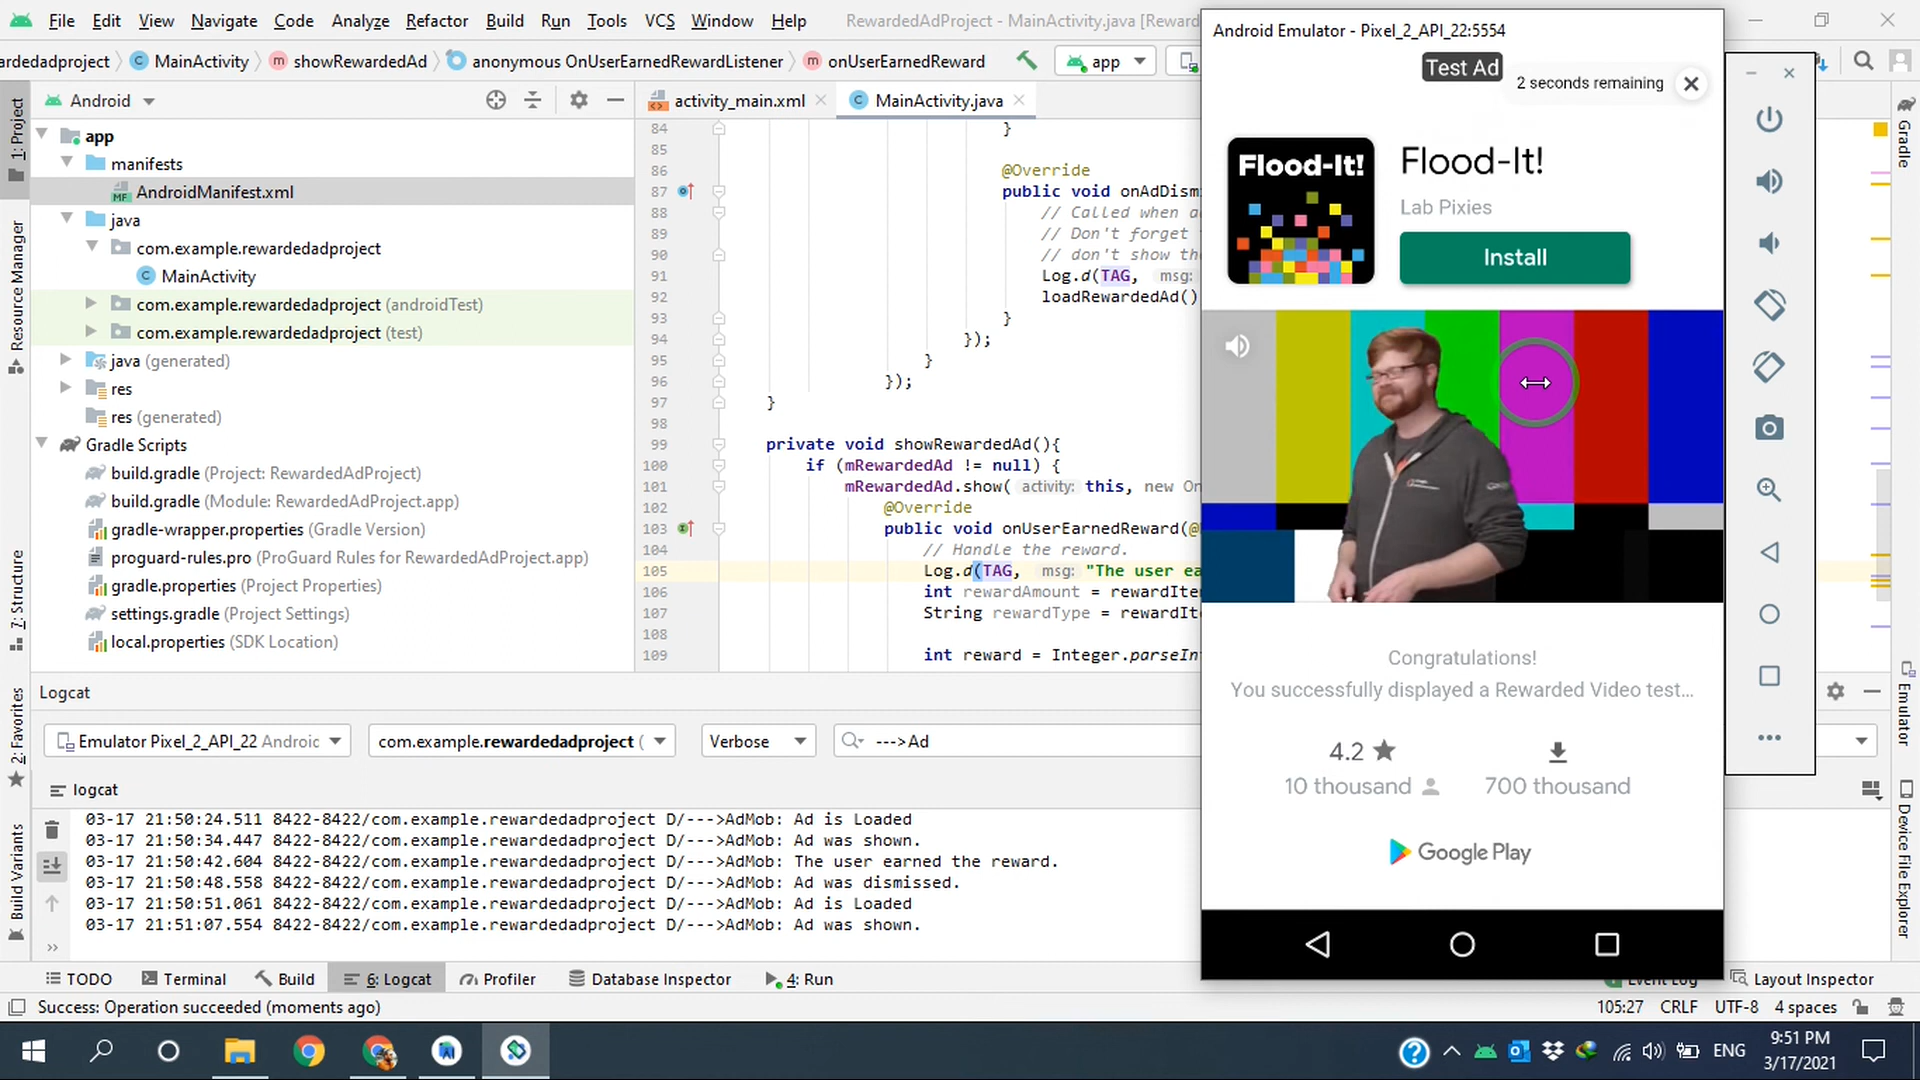 File Edit View Navigate Code Analyze Refactor Build Run Tools VCS Window Help RewardedAdProject - MainActivity.java [Reward
ardedadproject MainActivity showRewardedAd anonymous OnUserEarnedRewardListener onUserEarnedReward app
Android
activity_main.xml MainActivity.java
1: Project
Resource Manager
7: Structure
2: Favorites
Build Variants
app
manifests
AndroidManifest.xml
java
com.example.rewardedadproject
MainActivity
com.example.rewardedadproject (androidTest)
com.example.rewardedadproject (test)
java (generated)
res
res (generated)
Gradle Scripts
build.gradle (Project: RewardedAdProject)
build.gradle (Module: RewardedAdProject.app)
gradle-wrapper.properties (Gradle Version)
proguard-rules.pro (ProGuard Rules for RewardedAdProject.app)
gradle.properties (Project Properties)
settings.gradle (Project Settings)
local.properties (SDK Location)
84 }
85
86 @Override
87 public void onAdDismi
88 // Called when a
89 // Don't forget
90 // don't show the
91 Log.d(TAG, msg:
92 loadRewardedAd()
93 }
94 });
95 }
96 });
97 }
98
99 private void showRewardedAd(){
100 if (mRewardedAd != null) {
101 mRewardedAd.show( activity: this, new On
102 @Override
103 public void onUserEarnedReward(@
104 // Handle the reward.
105 Log.d(TAG, msg: "The user ea
106 int rewardAmount = rewardIte
107 String rewardType = rewardIt
108
109 int reward = Integer.parseInt
Android Emulator - Pixel_2_API_22:5554
Test Ad
2 seconds remaining
Flood-It!
Flood-It!
Lab Pixies
Install
Congratulations!
You successfully displayed a Rewarded Video test...
4.2
10 thousand 700 thousand
Google Play
Gradle
Emulator
Device File Explorer
Logcat
Emulator Pixel_2_API_22 Androic com.example.rewardedadproject ( Verbose --->Ad
logcat
03-17 21:50:24.511 8422-8422/com.example.rewardedadproject D/--->AdMob: Ad is Loaded
03-17 21:50:34.447 8422-8422/com.example.rewardedadproject D/--->AdMob: Ad was shown.
03-17 21:50:42.604 8422-8422/com.example.rewardedadproject D/--->AdMob: The user earned the reward.
03-17 21:50:48.558 8422-8422/com.example.rewardedadproject D/--->AdMob: Ad was dismissed.
03-17 21:50:51.061 8422-8422/com.example.rewardedadproject D/--->AdMob: Ad is Loaded
03-17 21:51:07.554 8422-8422/com.example.rewardedadproject D/--->AdMob: Ad was shown.
TODO Terminal Build 6: Logcat Profiler Database Inspector 4: Run Event Log Layout Inspector
Success: Operation succeeded (moments ago) 105:27 CRLF UTF-8 4 spaces
ENG
9:51 PM
3/17/2021